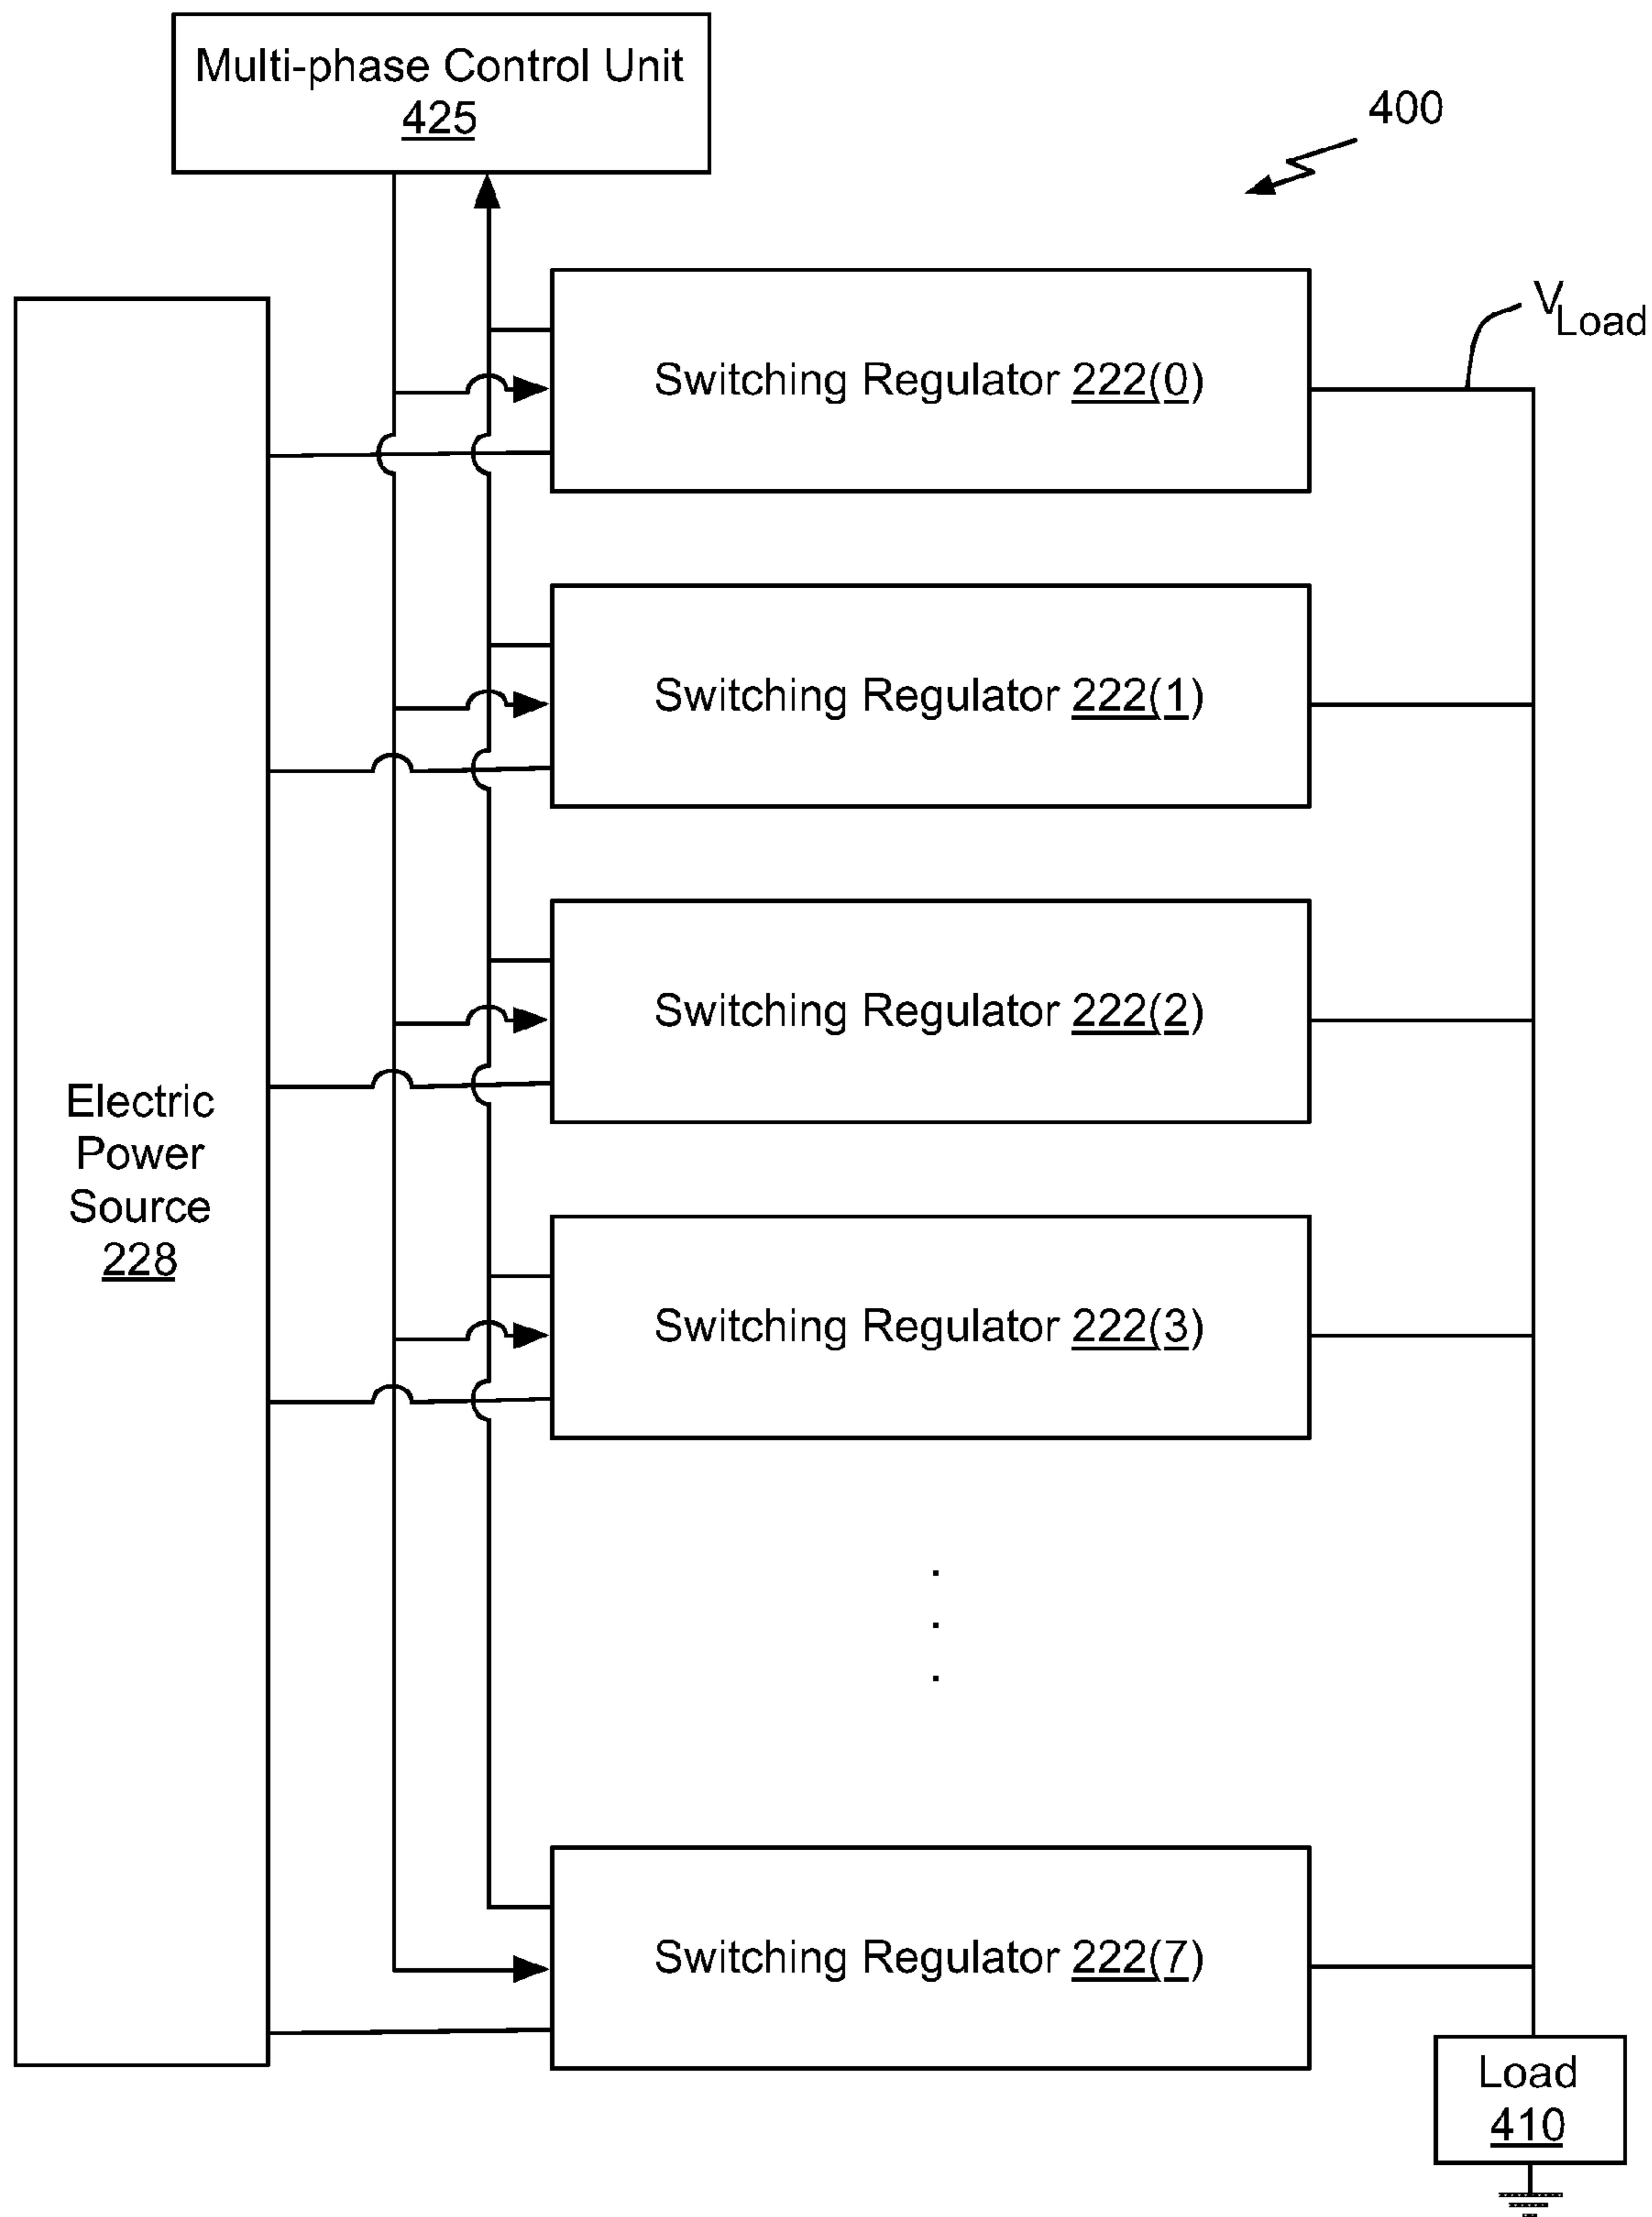 Multi-phase Control Unit
425
400
V Load
Switching Regulator 222(0)
Switching Regulator 222(1)
Switching Regulator 222(2)
Electric
Power
Source
228
Switching Regulator 222(3)
.
.
.
Switching Regulator 222(7)
Load
410